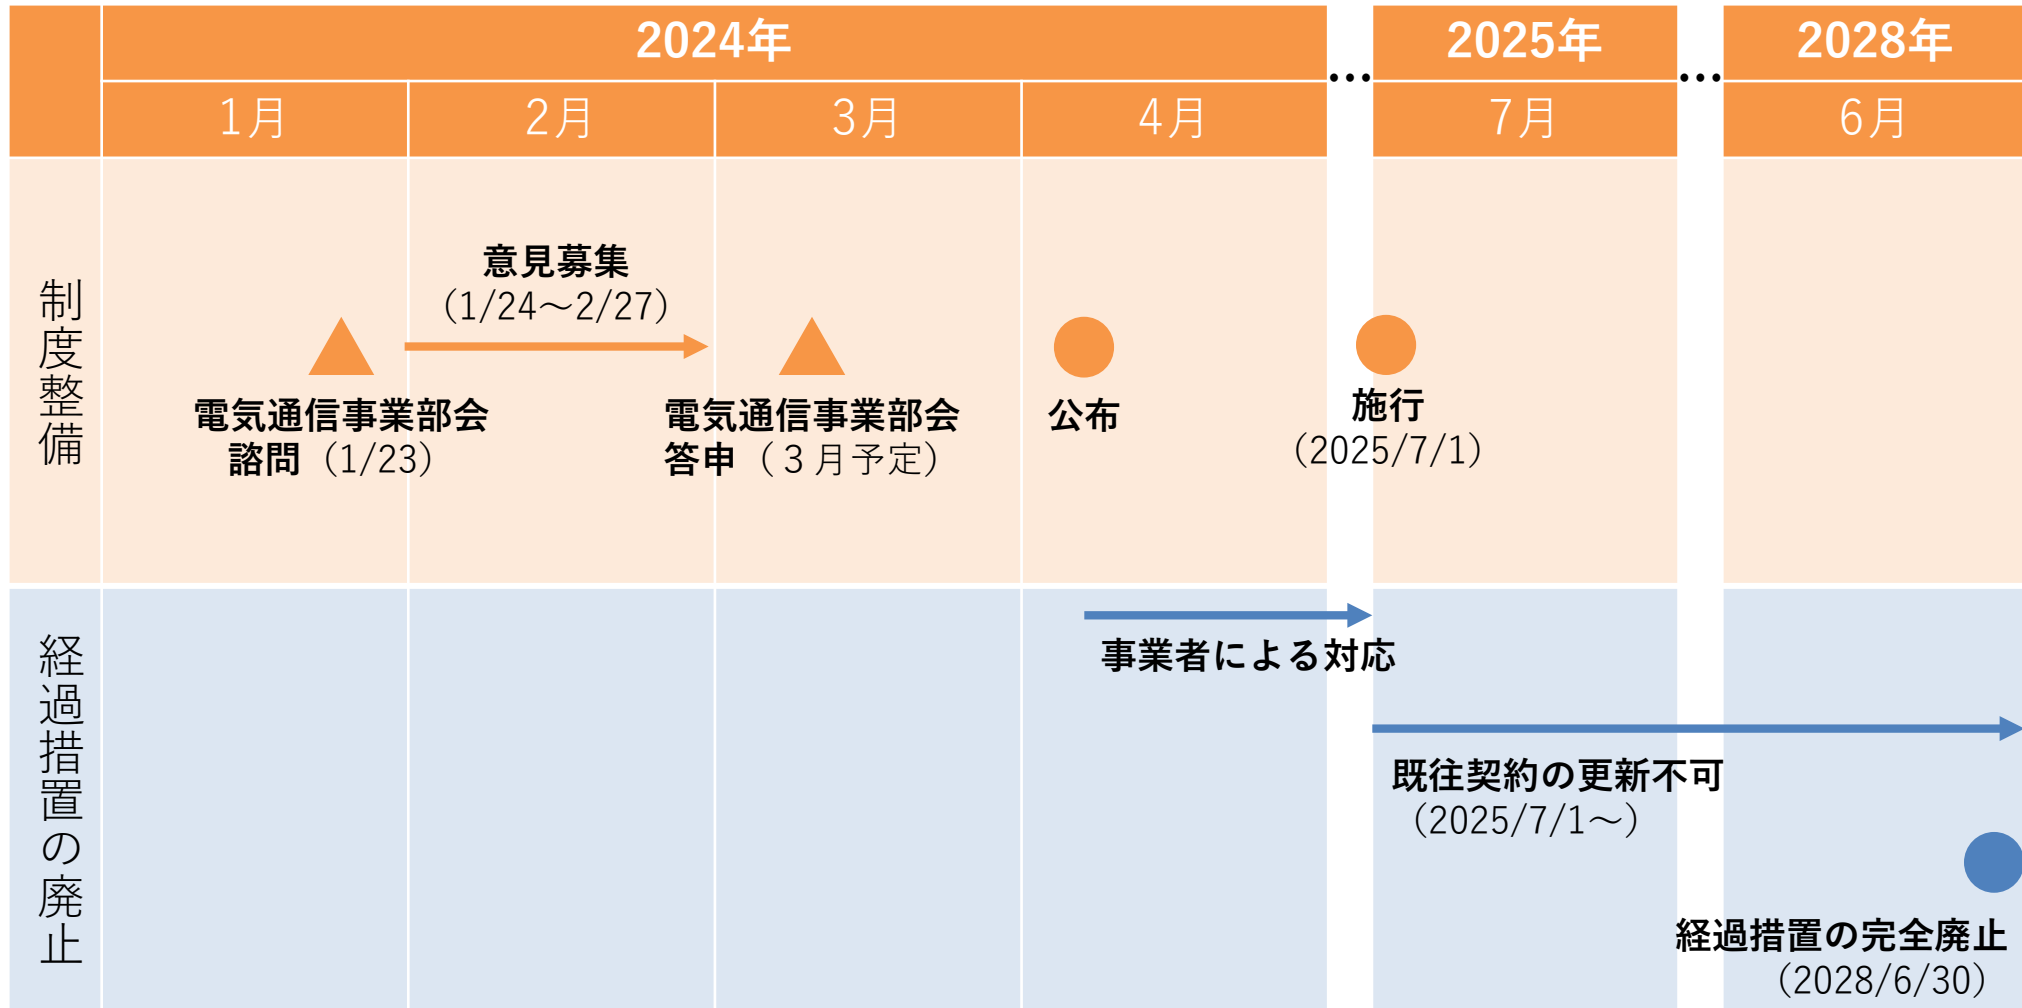 2024年
2025年
2028年
…
…
1月
2月
3月
4月
7月
6月
制度整備
意見募集
（1/24～2/27）
電気通信事業部会
諮問（1/23）
電気通信事業部会
答申（３月予定）
公布
施行
（2025/7/1）
経過措置の廃止
事業者による対応
既往契約の更新不可
（2025/7/1～）
経過措置の完全廃止
（2028/6/30）